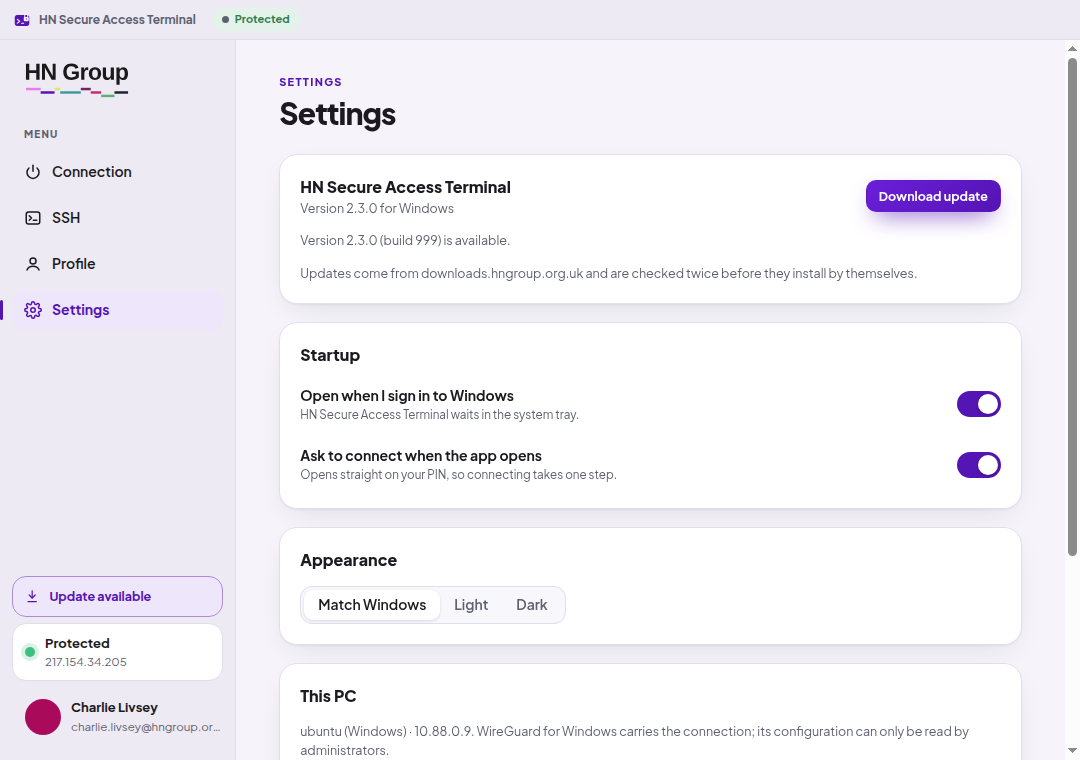 HN Secure Access Terminal
Protected
HN Group
MENU
Connection
SSH
Profile
Settings
Update available
Protected
217.154.34.205
Charlie Livsey
charlie.livsey@hngroup.or...
SETTINGS
Settings
HN Secure Access Terminal
Version 2.3.0 for Windows
Download update
Version 2.3.0 (build 999) is available.
Updates come from downloads.hngroup.org.uk and are checked twice before they install by themselves.
Startup
Open when I sign in to Windows
HN Secure Access Terminal waits in the system tray.
Ask to connect when the app opens
Opens straight on your PIN, so connecting takes one step.
Appearance
Match Windows
Light
Dark
This PC
ubuntu (Windows) · 10.88.0.9. WireGuard for Windows carries the connection; its configuration can only be read by
administrators.